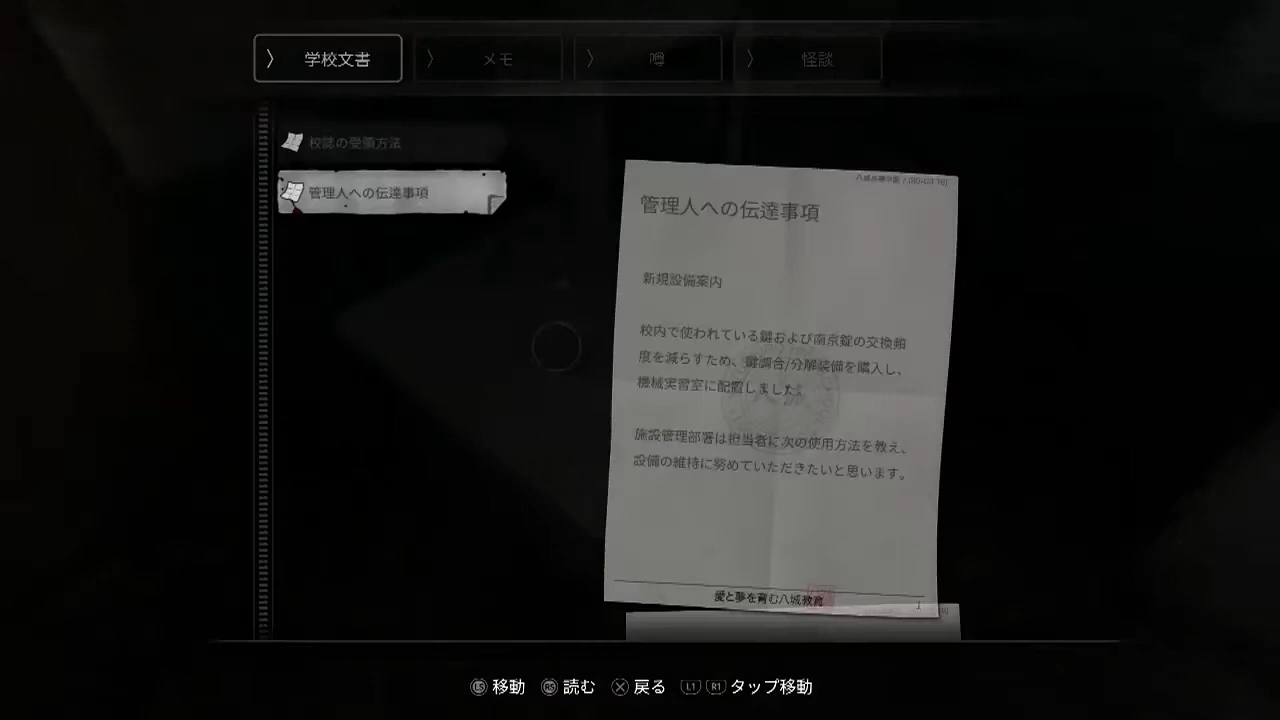 学校文書
メモ
噂
怪談
校誌の受領方法
管理人への伝達事項
管理人への伝達事項
新規設備案内
校内で使われている鍵および南京錠の交換頻
度を減らすため、鍵調合/分解装備を購入し、
機械実習室に配置しました。
施設管理部署は担当者に次の使用方法を教え、
設備の維持に努めていただきたいと思います。
愛と夢を育む八城教育
1
LS 移動 RS 読む 戻る L1 R1 タップ移動